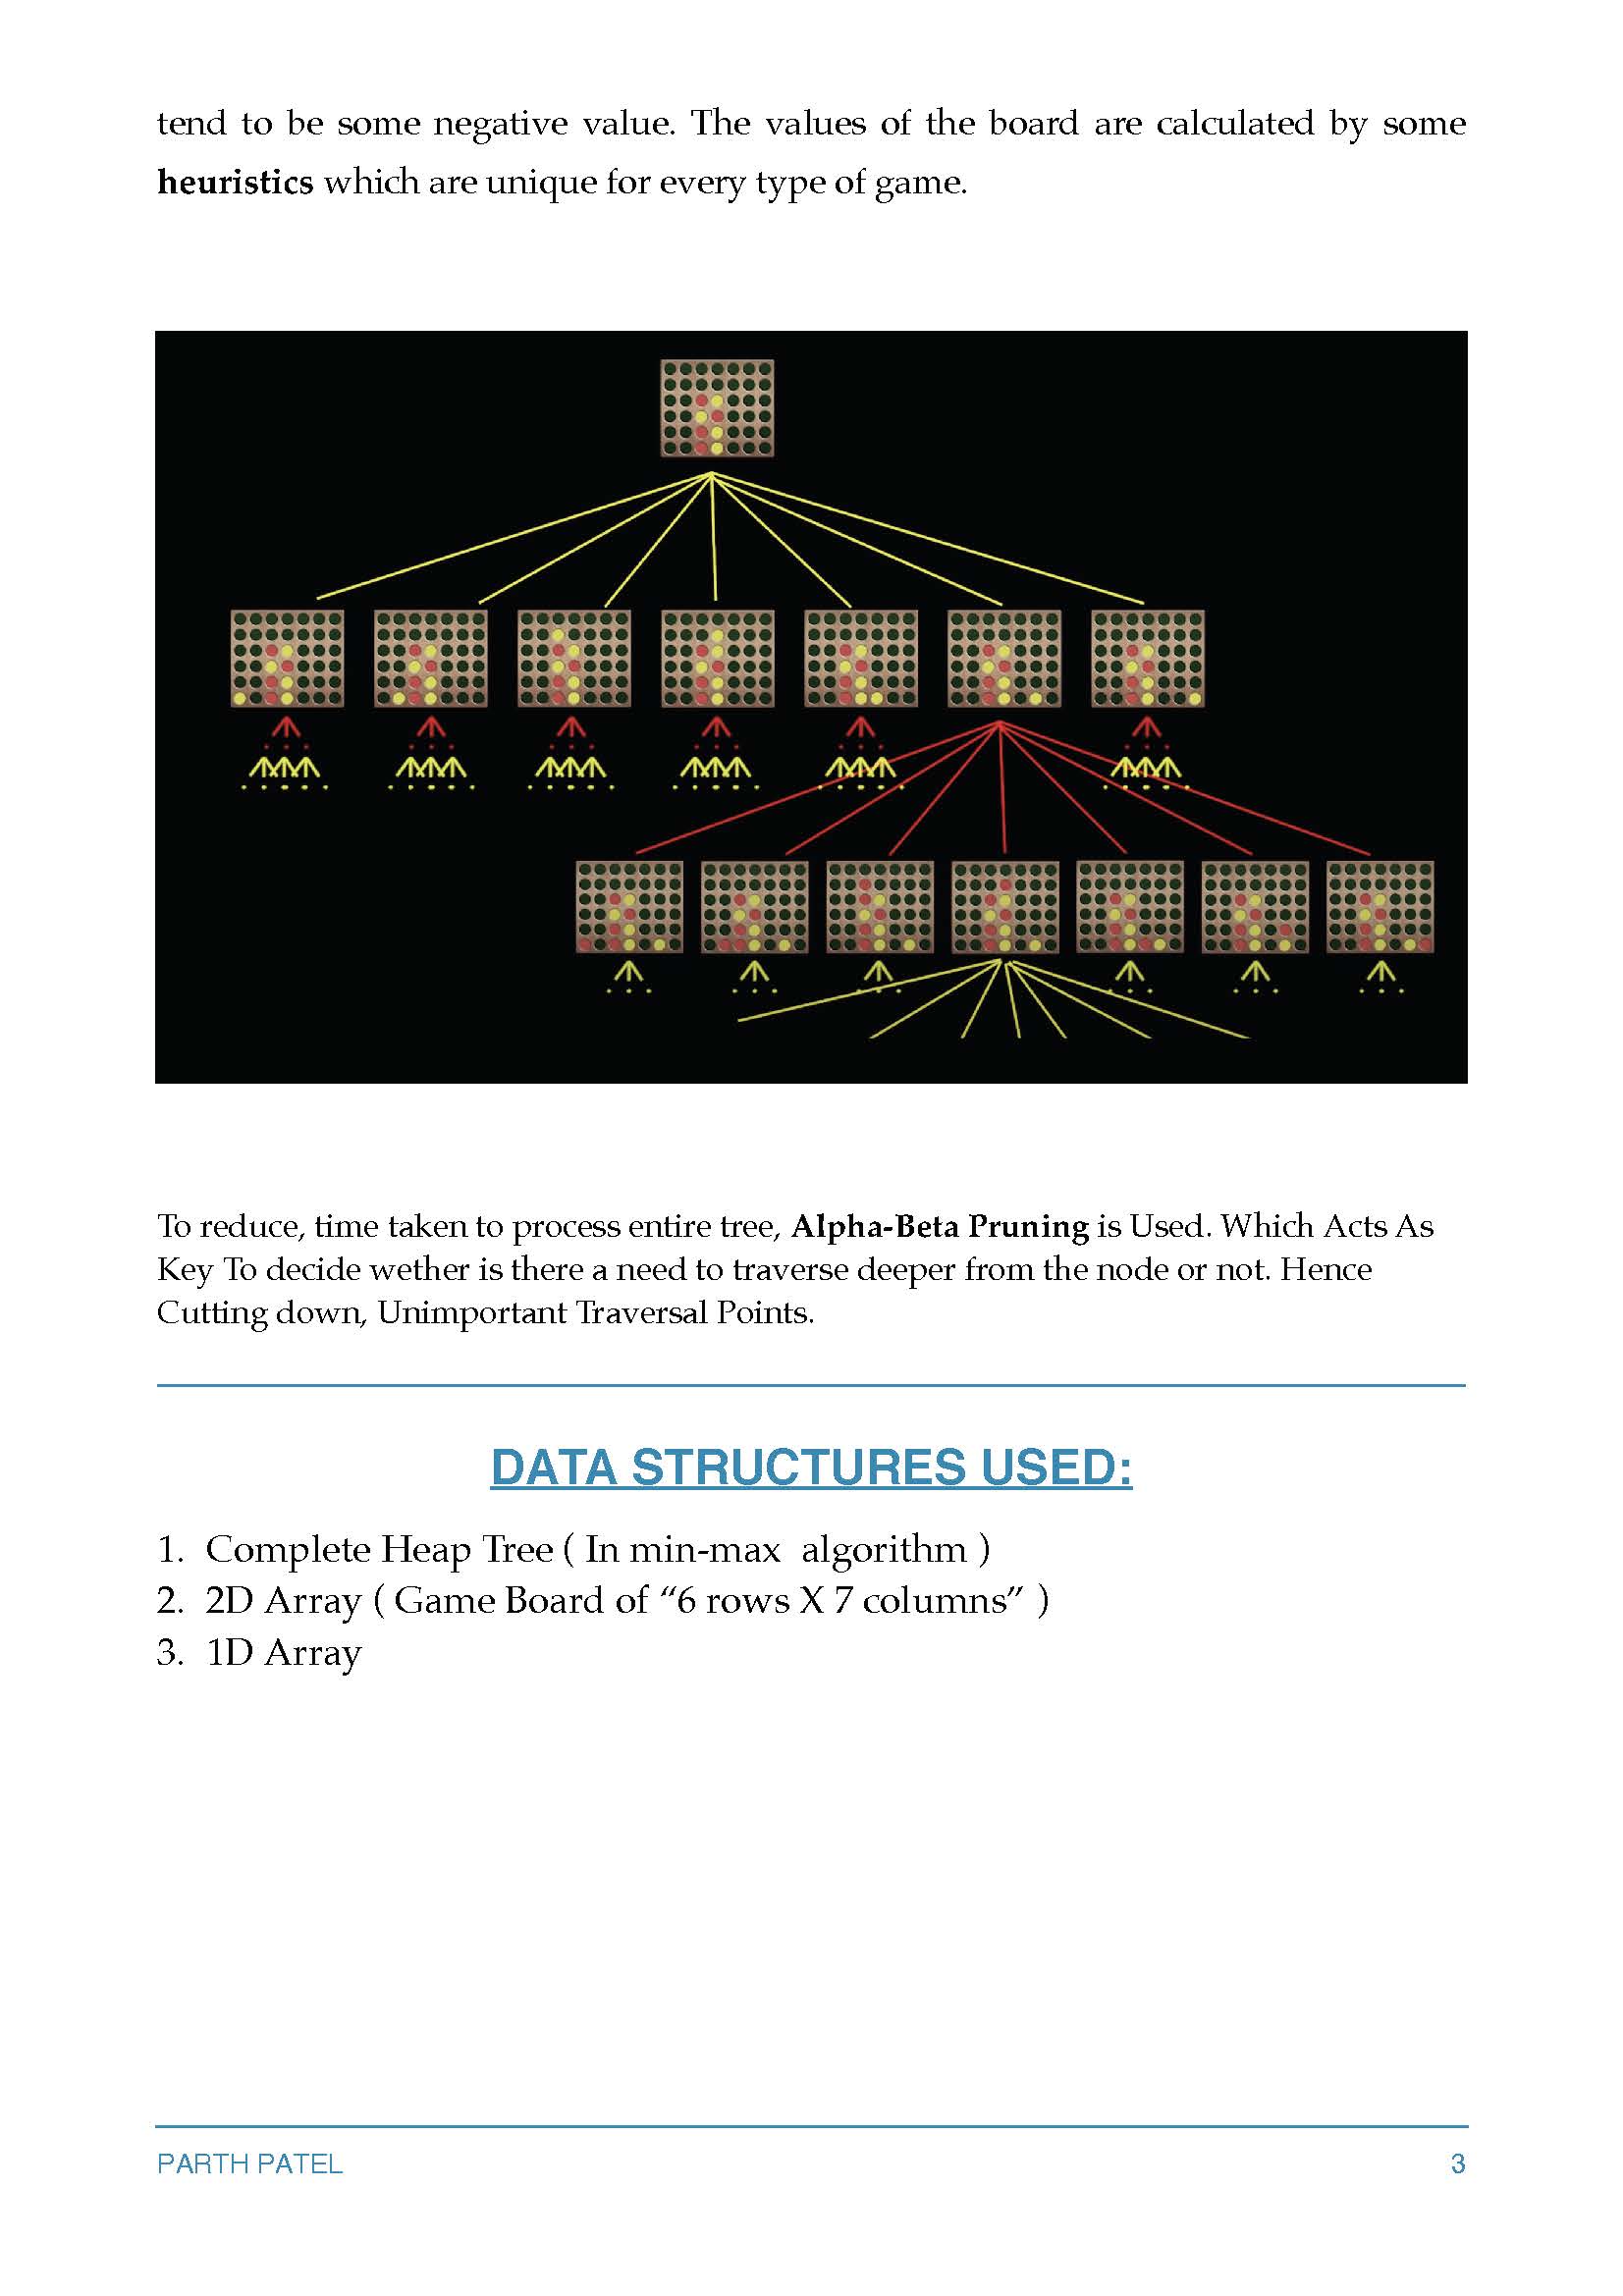 tend to be some negative value. The values of the board are calculated by some
heuristics which are unique for every type of game.
To reduce, time taken to process entire tree, Alpha-Beta Pruning is Used. Which Acts As
Key To decide wether is there a need to traverse deeper from the node or not. Hence
Cutting down, Unimportant Traversal Points.
DATA STRUCTURES USED:
1. Complete Heap Tree ( In min-max algorithm )
2. 2D Array ( Game Board of “6 rows X 7 columns” )
3. 1D Array
PARTH PATEL 3